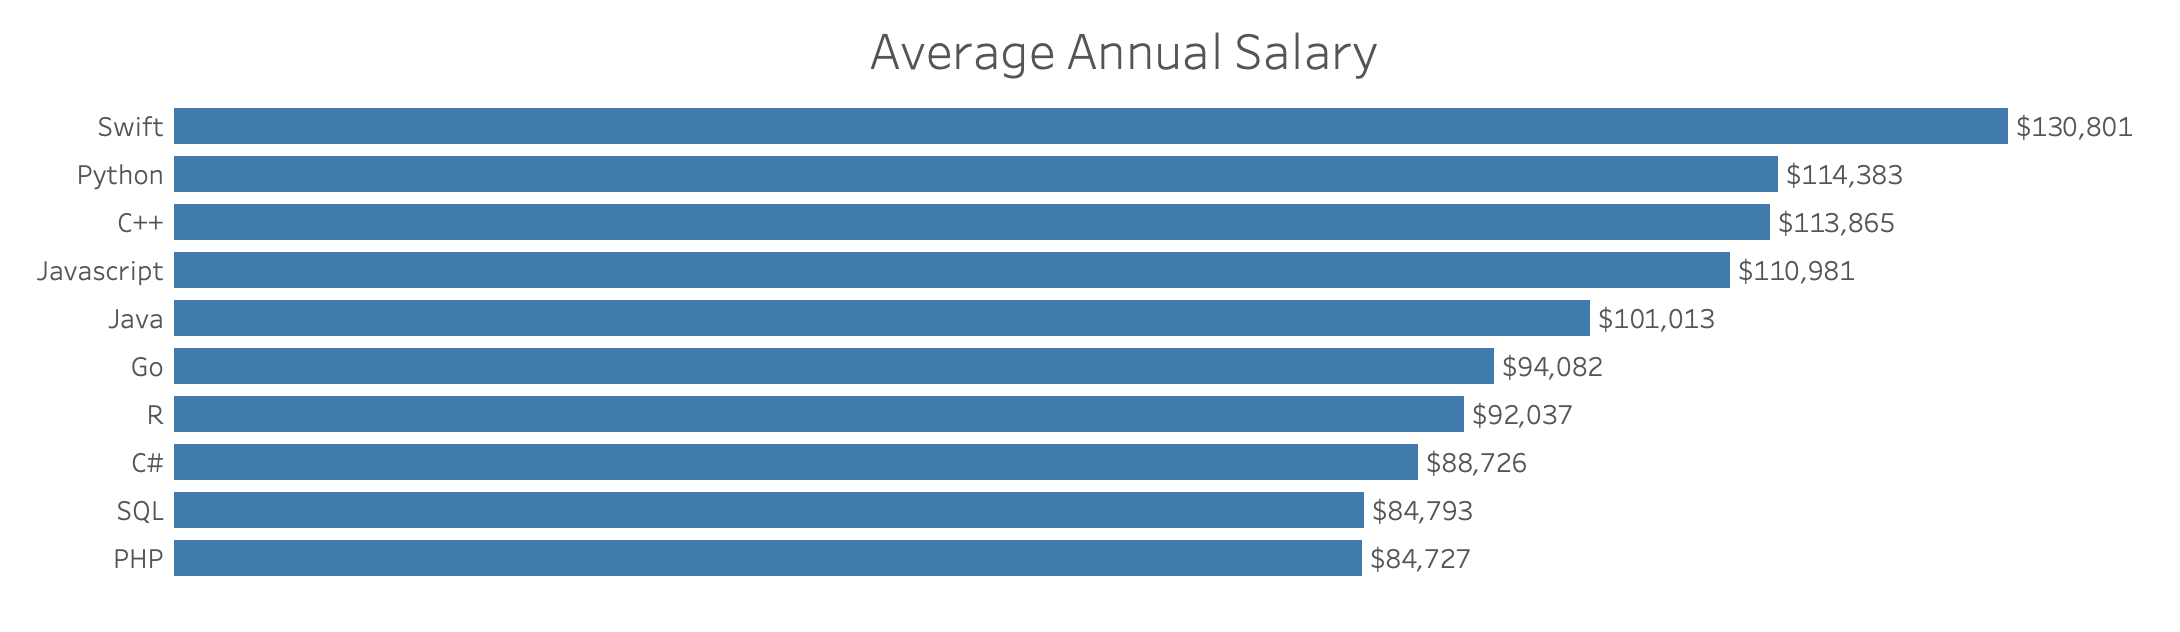 Average Annual Salary
Swift $130,801
Python $114,383
C++ $113,865
Javascript $110,981
Java $101,013
Go $94,082
R $92,037
C# $88,726
SQL $84,793
PHP $84,727